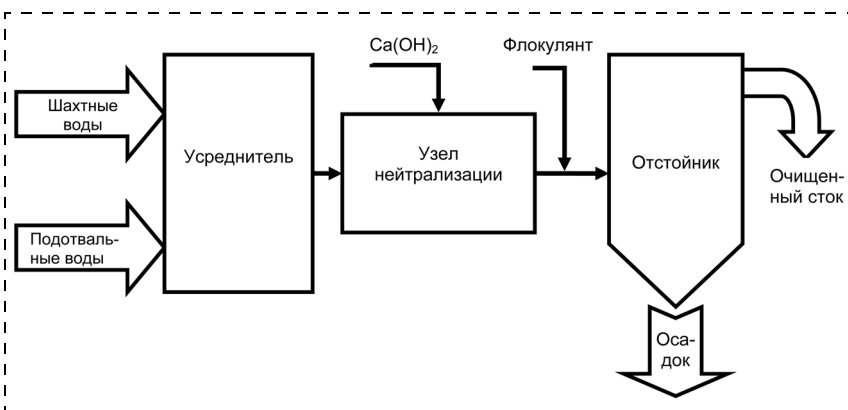 Шахтные
воды
Подотваль-
ные воды
Усреднитель
Ca(OH)₂
Узел
нейтрализации
Флокулянт
Отстойник
Очищен-
ный сток
Оса-
док